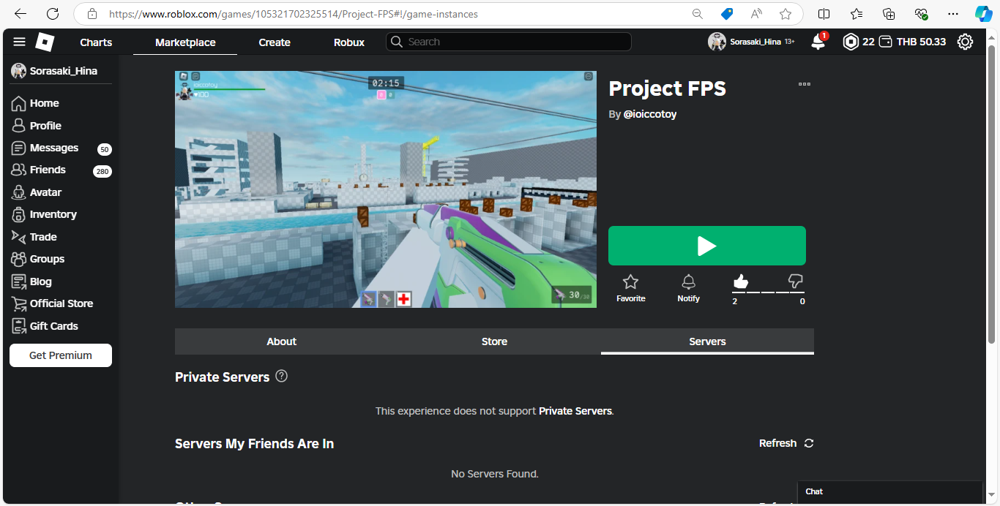 https://www.roblox.com/games/105321702325514/Project-FPS#!/game-instances
Charts
Marketplace
Create
Robux
Search
Sorasaki_Hina 13+
1
22
THB 50.33
Sorasaki_Hina
Home
Profile
Messages 50
Friends 280
Avatar
Inventory
Trade
Groups
Blog
Official Store
Gift Cards
Get Premium
ioiccotoy
100
02:15
0 0
30/30
Project FPS
By @ioiccotoy
Favorite
Notify
2
0
About
Store
Servers
Private Servers
This experience does not support Private Servers.
Servers My Friends Are In
Refresh
No Servers Found.
Chat